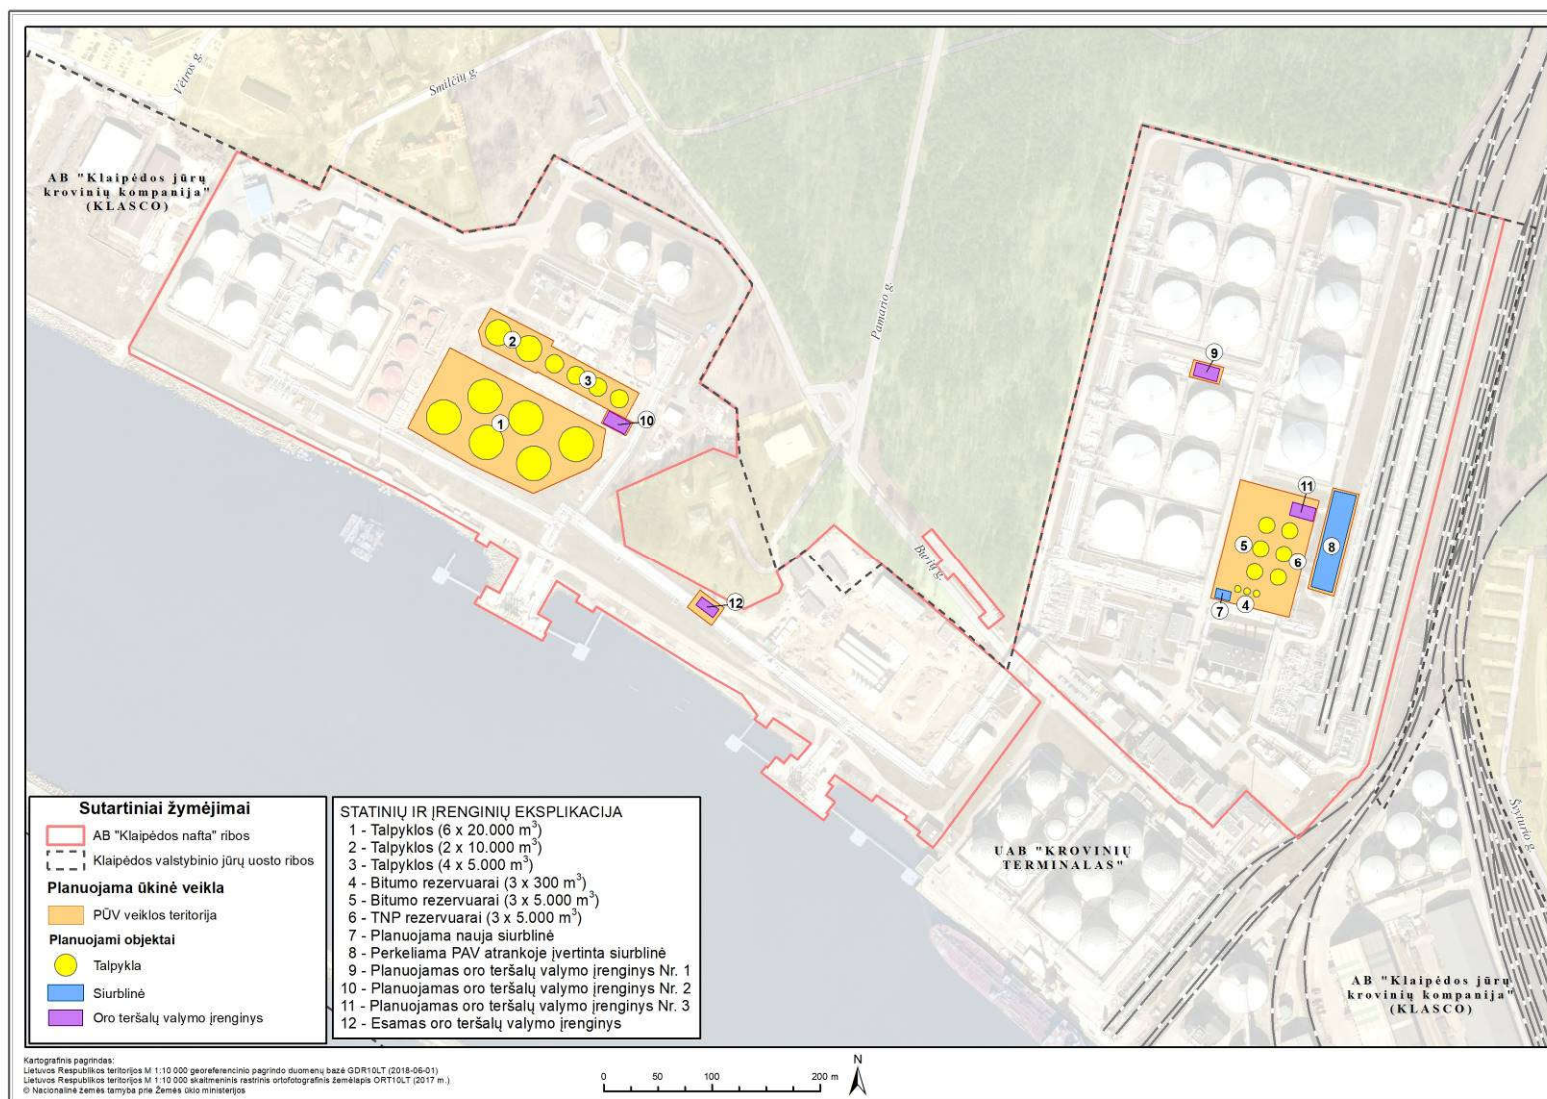 Vėtros g.
Smilčių g.
AB "Klaipėdos jūrų
krovinių kompanija"
(KLASCO)
Pamario g.
Burių g.
2
3
1
10
12
9
11
5
8
6
7
4
UAB "KROVINIŲ
TERMINALAS"
Švyturio g.
AB "Klaipėdos jūrų
krovinių kompanija"
(KLASCO)
Sutartiniai žymėjimai
AB "Klaipėdos nafta" ribos
Klaipėdos valstybinio jūrų uosto ribos
Planuojama ūkinė veikla
PŪV veiklos teritorija
Planuojami objektai
Talpykla
Siurblinė
Oro teršalų valymo įrenginys
STATINIŲ IR ĮRENGINIŲ EKSPLIKACIJA
1 - Talpyklos (6 x 20.000 m³)
2 - Talpyklos (2 x 10.000 m³)
3 - Talpyklos (4 x 5.000 m³)
4 - Bitumo rezervuarai (3 x 300 m³)
5 - Bitumo rezervuarai (3 x 5.000 m³)
6 - TNP rezervuarai (3 x 5.000 m³)
7 - Planuojama nauja siurblinė
8 - Perkeliama PAV atrankoje įvertinta siurblinė
9 - Planuojamas oro teršalų valymo įrenginys Nr. 1
10 - Planuojamas oro teršalų valymo įrenginys Nr. 2
11 - Planuojamas oro teršalų valymo įrenginys Nr. 3
12 - Esamas oro teršalų valymo įrenginys
Kartografinis pagrindas:
Lietuvos Respublikos teritorijos M 1:10 000 georeferencinio pagrindo duomenų bazė GDR10LT (2018-06-01)
Lietuvos Respublikos teritorijos M 1:10 000 skaitmeninis rastrinis ortofotografinis žemėlapis ORT10LT (2017 m.)
© Nacionalinė žemės tarnyba prie Žemės ūkio ministerijos
0 50 100 200 m
N